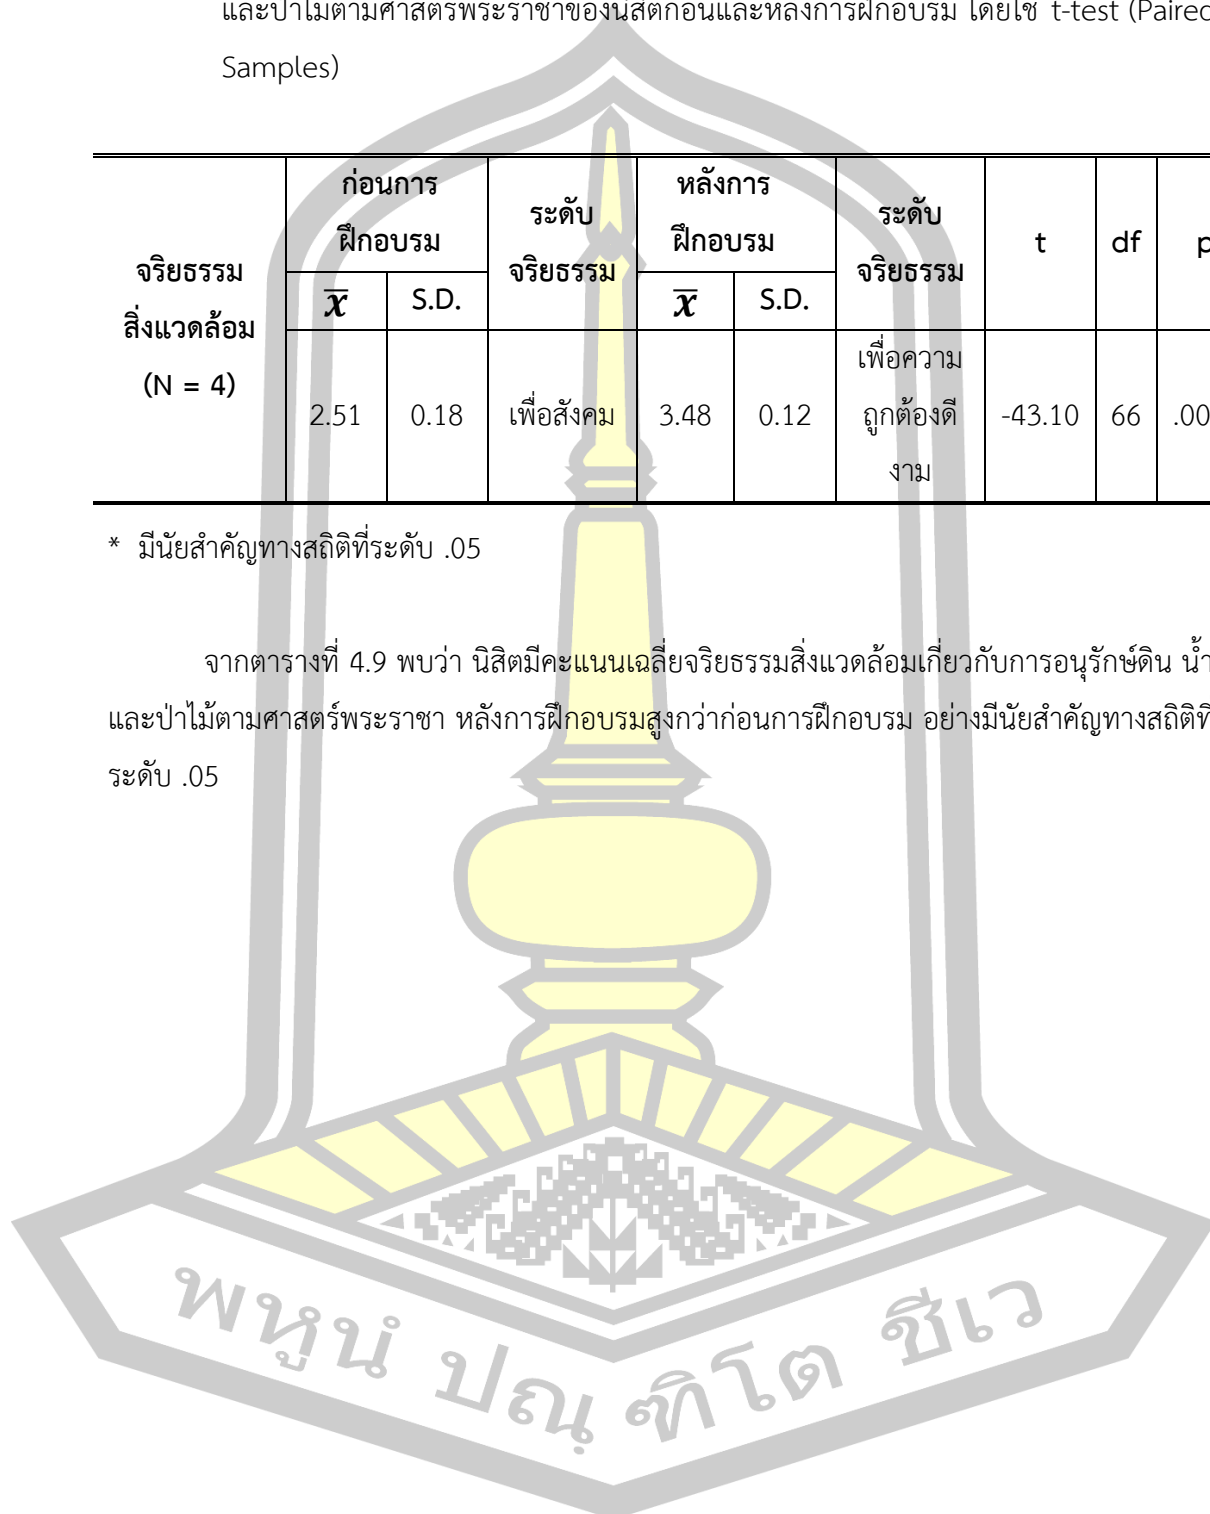 และป่าไม้ตามศาสตร์พระราชาของนิสิตก่อนและหลังการฝึกอบรม โดยใช้ t-test (Paired
Samples)
จริยธรรม
สิ่งแวดล้อม
(N = 4)
ก่อนการ
ฝึกอบรม
ระดับ
จริยธรรม
หลังการ
ฝึกอบรม
ระดับ
จริยธรรม
t df p
x̄ S.D. x̄ S.D.
2.51 0.18 เพื่อสังคม 3.48 0.12
เพื่อความ
ถูกต้องดี
งาม
-43.10 66 .00
* มีนัยสำคัญทางสถิติที่ระดับ .05
จากตารางที่ 4.9 พบว่า นิสิตมีคะแนนเฉลี่ยจริยธรรมสิ่งแวดล้อมเกี่ยวกับการอนุรักษ์ดิน น้ำ
และป่าไม้ตามศาสตร์พระราชา หลังการฝึกอบรมสูงกว่าก่อนการฝึกอบรม อย่างมีนัยสำคัญทางสถิติที่
ระดับ .05
พหูนํ ปณฺฑิโต ชีเว